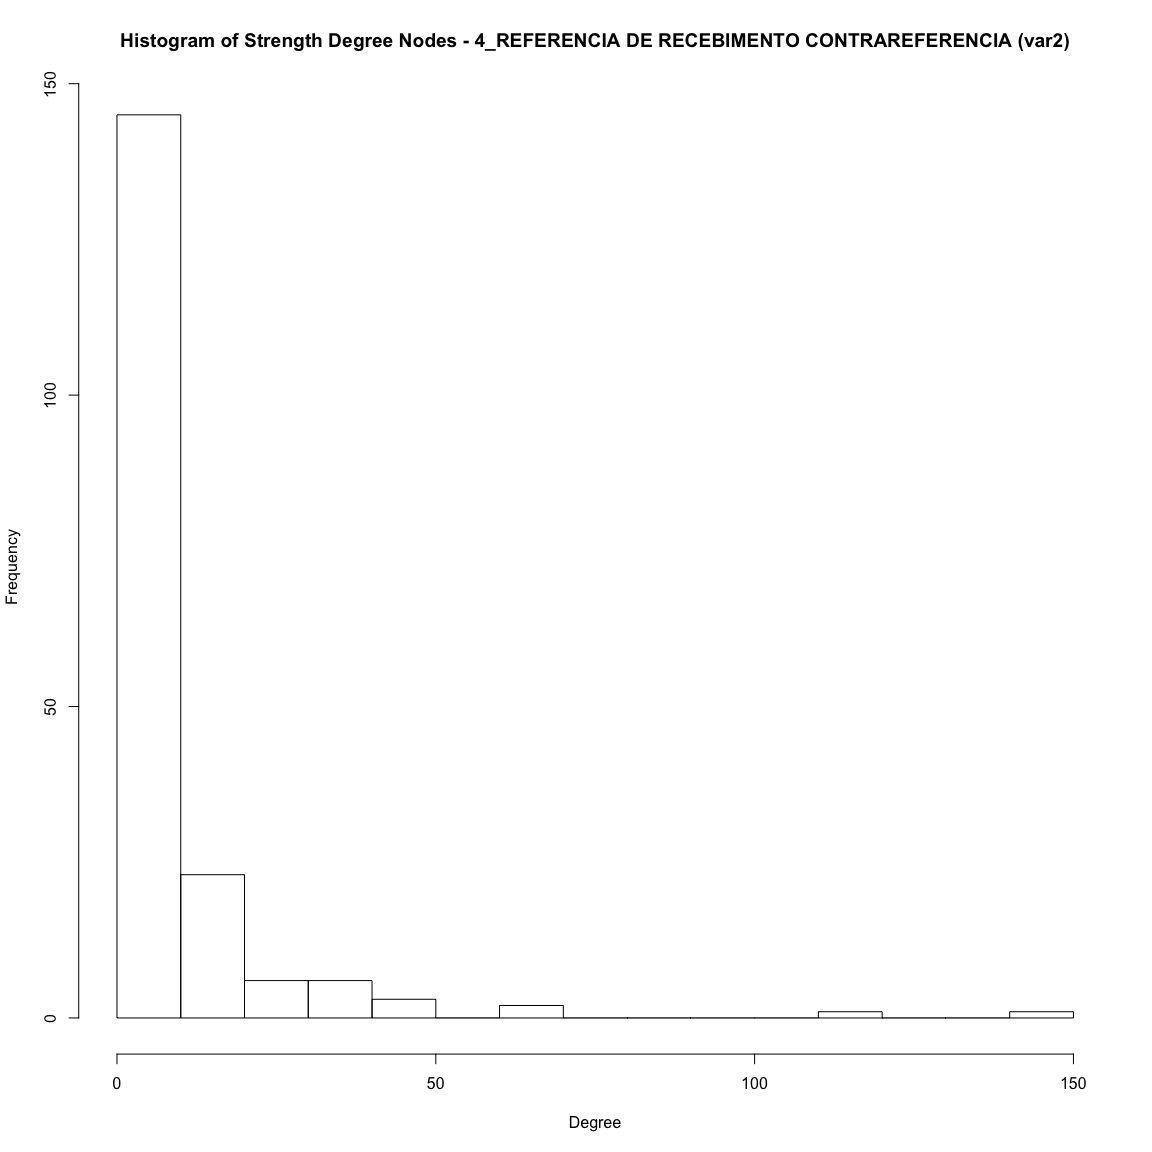 Histogram of Strength Degree Nodes - 4_REFERENCIA DE RECEBIMENTO CONTRAREFERENCIA (var2)
150
100
50
0
Frequency
0 50 100 150
Degree